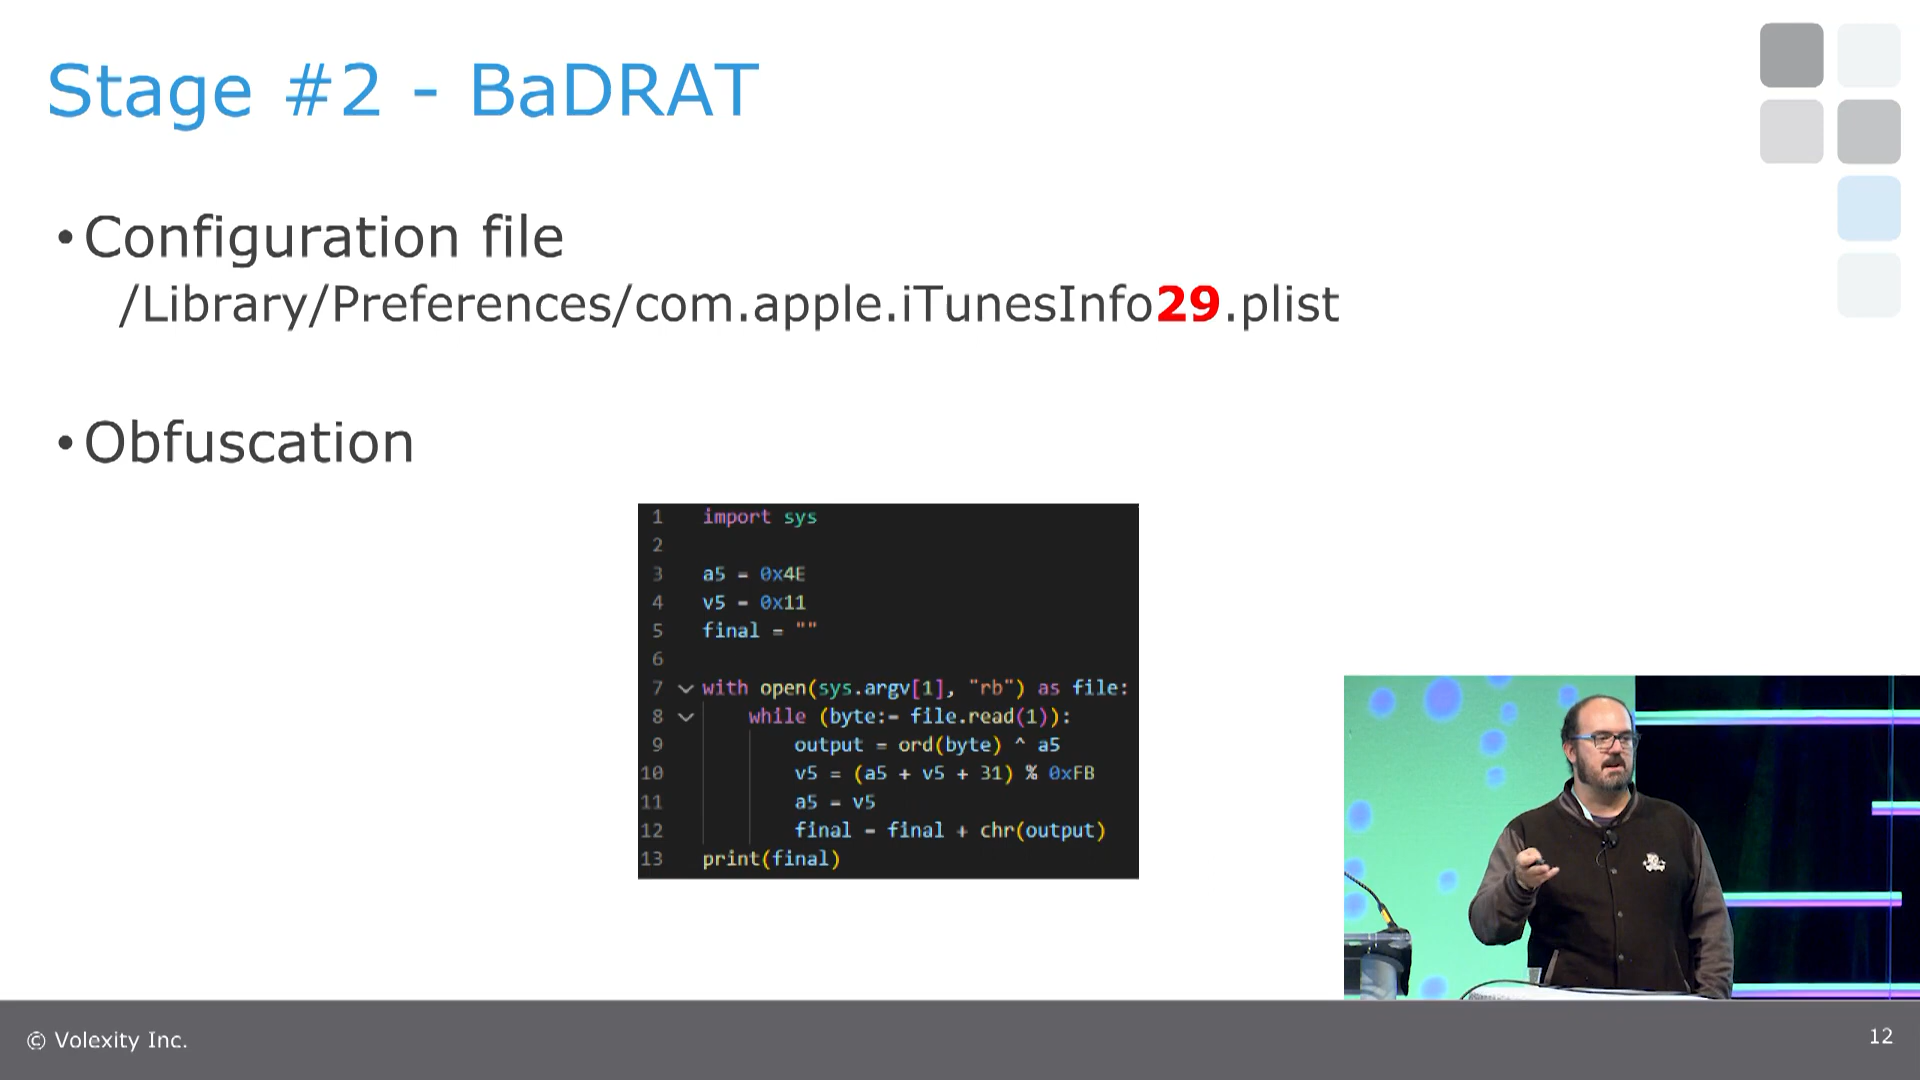 Stage #2 - BaDRAT
• Configuration file
/Library/Preferences/com.apple.iTunesInfo29.plist
• Obfuscation
1 import sys
2
3 a5 = 0x4E
4 v5 = 0x11
5 final = ""
6
7 with open(sys.argv[1], "rb") as file:
8 while (byte:= file.read(1)):
9 output = ord(byte) ^ a5
10 v5 = (a5 + v5 + 31) % 0xFB
11 a5 = v5
12 final = final + chr(output)
13 print(final)
© Volexity Inc.
12